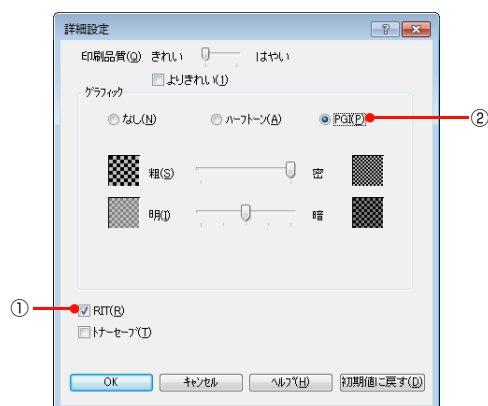 詳細設定
印刷品質(Q) きれい はやい
よりきれい(1)
グラフィック
なし(N) ハーフトーン(A) PGI(P) ②
粗(S) 密
明(I) 暗
① RIT(R)
トナーセーブ(T)
OK キャンセル ヘルプ(H) 初期値に戻す(D)